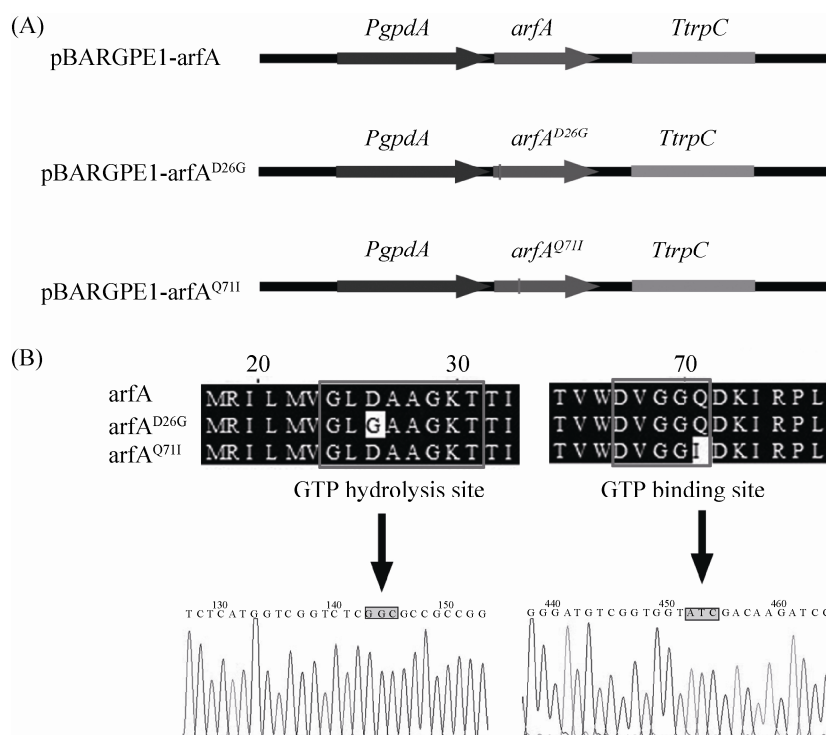 (A)
PgpdA arfA TtrpC
pBARGPE1-arfA
PgpdA arfA^D26G TtrpC
pBARGPE1-arfA^D26G
PgpdA arfA^Q71I TtrpC
pBARGPE1-arfA^Q71I
(B)
20 30 70
arfA MRILMVGLDAAGKTTI TVWDVGGQDKIRPL
arfA^D26G MRILMVGLGAAGKTTI TVWDVGGQDKIRPL
arfA^Q71I MRILMVGLDAAGKTTI TVWDVGGIDKIRPL
GTP hydrolysis site GTP binding site
130 140 150 440 450 460
TCTCATGGTCGGTCTCGGCGCCGCCGG GGGATGTCGGTGGTATCGACAAGATCC